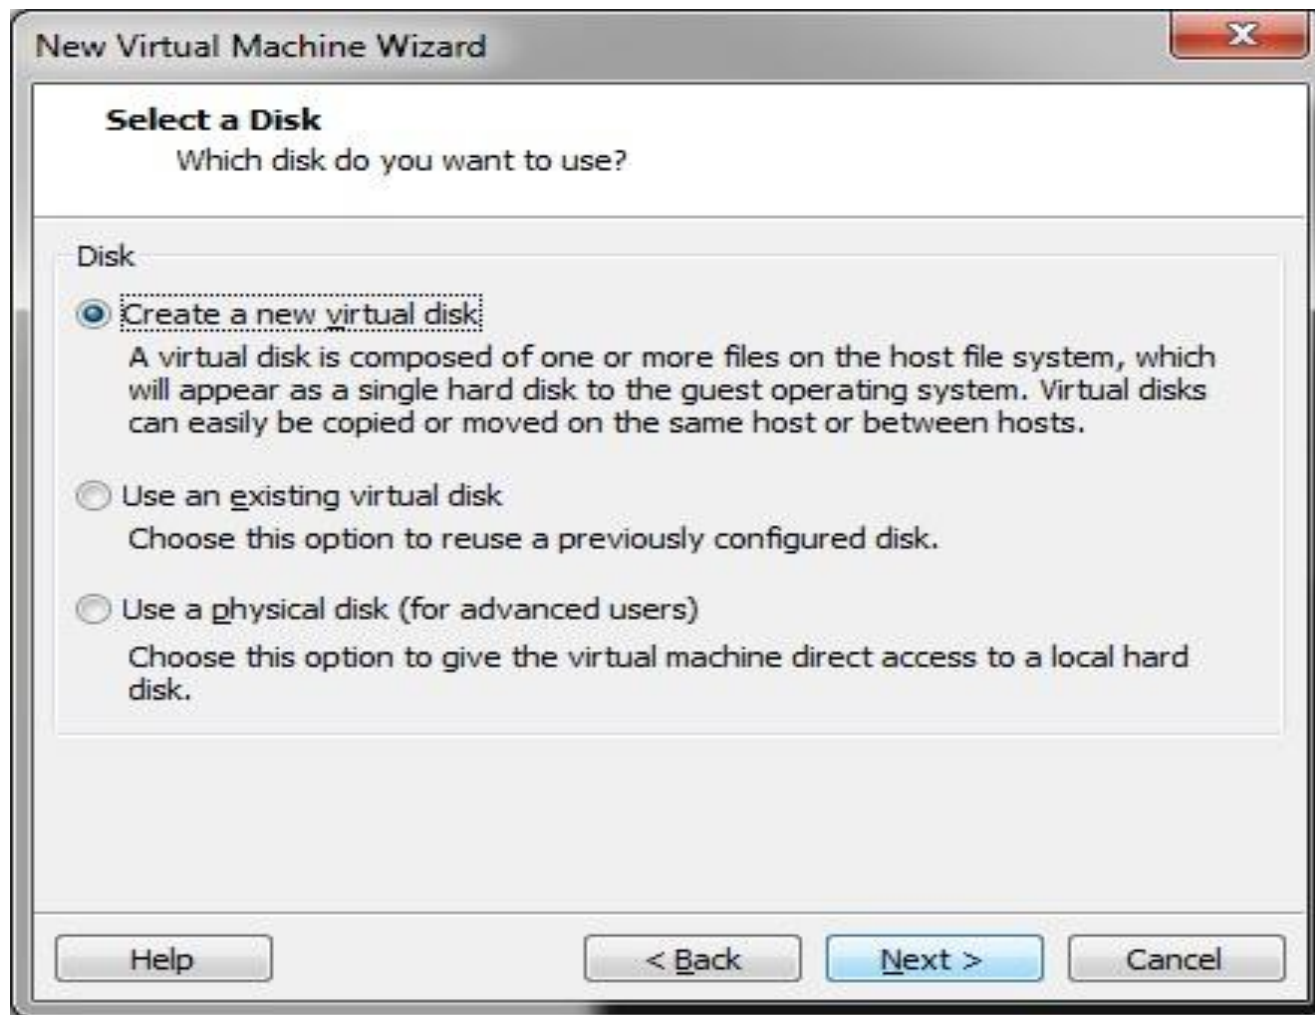 New Virtual Machine Wizard
Select a Disk
Which disk do you want to use?
Disk
Create a new virtual disk
A virtual disk is composed of one or more files on the host file system, which
will appear as a single hard disk to the guest operating system. Virtual disks
can easily be copied or moved on the same host or between hosts.
Use an existing virtual disk
Choose this option to reuse a previously configured disk.
Use a physical disk (for advanced users)
Choose this option to give the virtual machine direct access to a local hard
disk.
Help < Back Next > Cancel